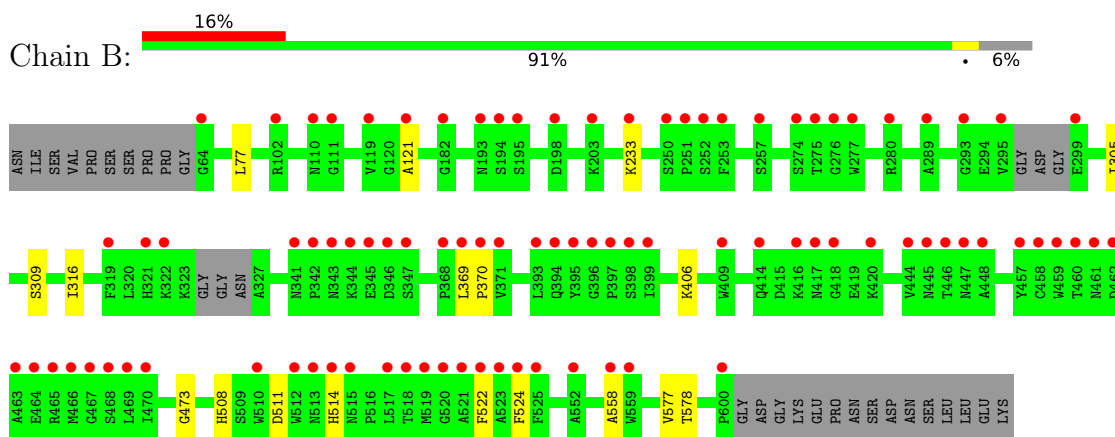 16%
Chain B:
91% • 6%
ASN ILE SER VAL PRO SER SER PRO PRO GLY G64 L77 R102 N110 G111 V119 G120 A121 G182 N193 S194 S195 D198 K203 K233 S250 P251 S252 F253 S257 S274 T275 G276 W277 R280 A289 G293 E294 V295 GLY ASP GLY E299
S309 I316 F319 L320 H321 K322 K323 GLY GLY ASN A327 N341 P342 N343 K344 E345 D346 S347 P368 L369 P370 V371 L393 Q394 Y395 G396 P397 S398 I399 K406 W409 Q414 D415 K416 N417 G418 E419 K420 V444 N445 T446 N447 A448 Y457 C458 W459 T460 N461
A463 E464 R465 M466 G467 S468 L469 I470 G473 H508 S509 W510 D511 W512 N513 H514 N515 P516 L517 T518 M519 G520 A521 F522 A523 F524 F525 A552 A558 W559 V577 T578 P600 GLY ASP GLY LYS GLU PRO ASN SER ASP ASN SER LEU LEU GLU LYS